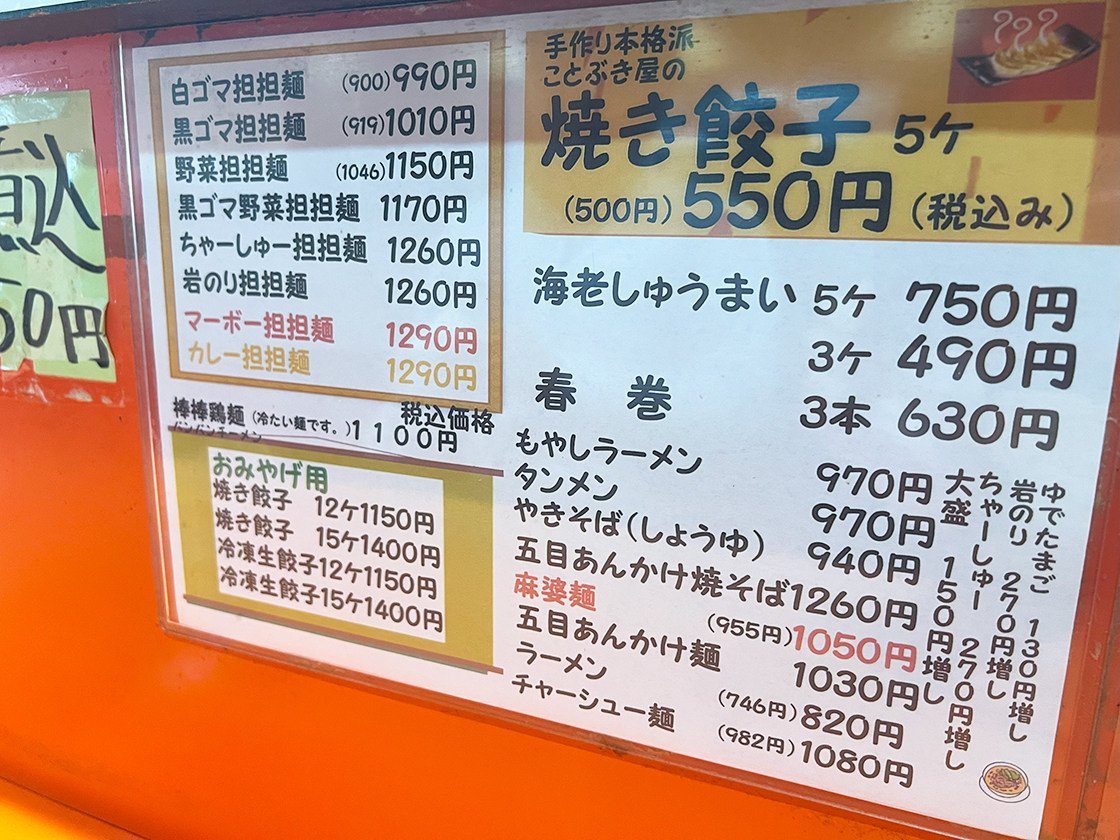 込
50円
白ゴマ担担麺 (900)990円
黒ゴマ担担麺 (919)1010円
野菜担担麺 (1046)1150円
黒ゴマ野菜担担麺 1170円
ちゃーしゅー担担麺 1260円
岩のり担担麺 1260円
マーボー担担麺 1290円
カレー担担麺 1290円
税込価格
棒棒鶏麺(冷たい麺です。)1100円
バンバンチーメン
おみやげ用
焼き餃子 12ケ1150円
焼き餃子 15ケ1400円
冷凍生餃子12ケ1150円
冷凍生餃子15ケ1400円
手作り本格派
ことぶき屋の
焼き餃子 5ケ
(500円)550円(税込み)
海老しゅうまい 5ケ 750円
3ケ 490円
春 巻 3本 630円
もやしラーメン 970円
タンメン 970円
やきそば(しょうゆ) 940円
五目あんかけ焼そば1260円
麻婆麺 (955円)1050円
五目あんかけ麺 1030円
ラーメン (746円)820円
チャーシュー麺 (982円)1080円
ゆでたまご 130円増し
岩のり 270円増し
ちゃーしゅー 270円増し
大盛 150円増し